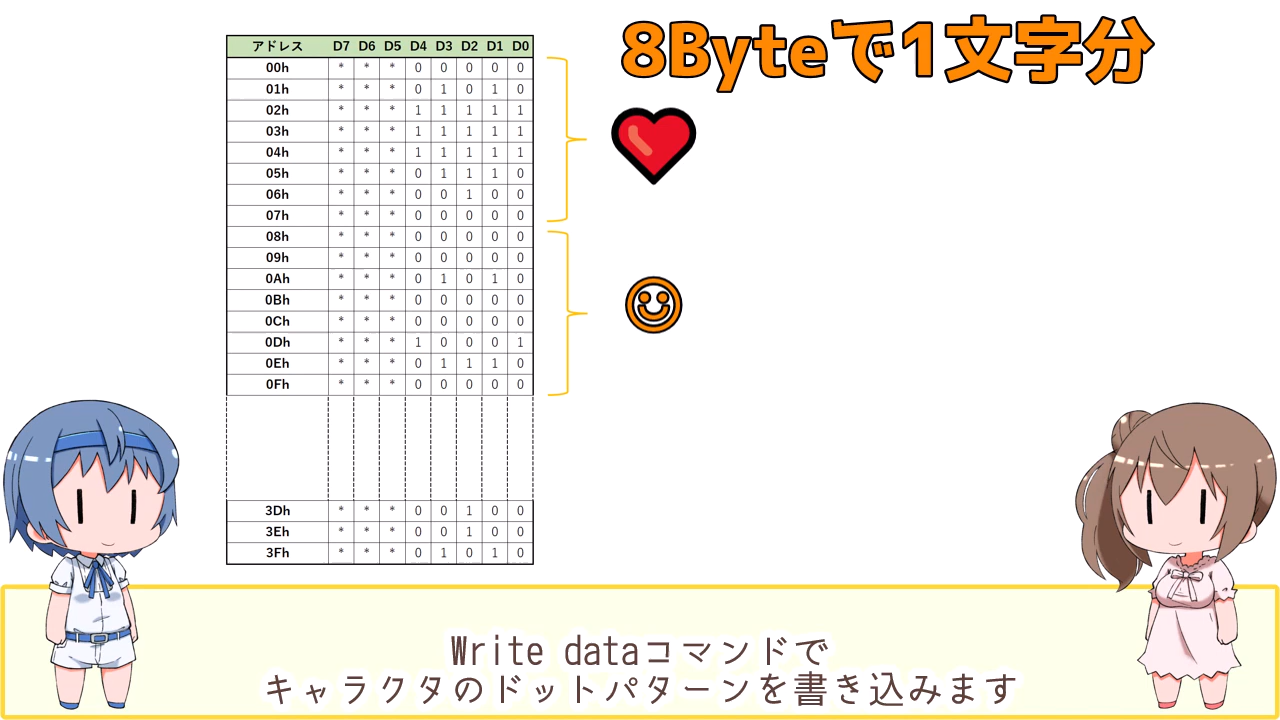 8Byteで1文字分
アドレス D7 D6 D5 D4 D3 D2 D1 D0
00h * * * 0 0 0 0 0
01h * * * 0 1 0 1 0
02h * * * 1 1 1 1 1
03h * * * 1 1 1 1 1
04h * * * 1 1 1 1 1
05h * * * 0 1 1 1 0
06h * * * 0 0 1 0 0
07h * * * 0 0 0 0 0
08h * * * 0 0 0 0 0
09h * * * 0 0 0 0 0
0Ah * * * 0 1 0 1 0
0Bh * * * 0 0 0 0 0
0Ch * * * 0 0 0 0 0
0Dh * * * 1 0 0 0 1
0Eh * * * 0 1 1 1 0
0Fh * * * 0 0 0 0 0
3Dh * * * 0 0 1 0 0
3Eh * * * 0 0 1 0 0
3Fh * * * 0 1 0 1 0
Write dataコマンドで
キャラクタのドットパターンを書き込みます